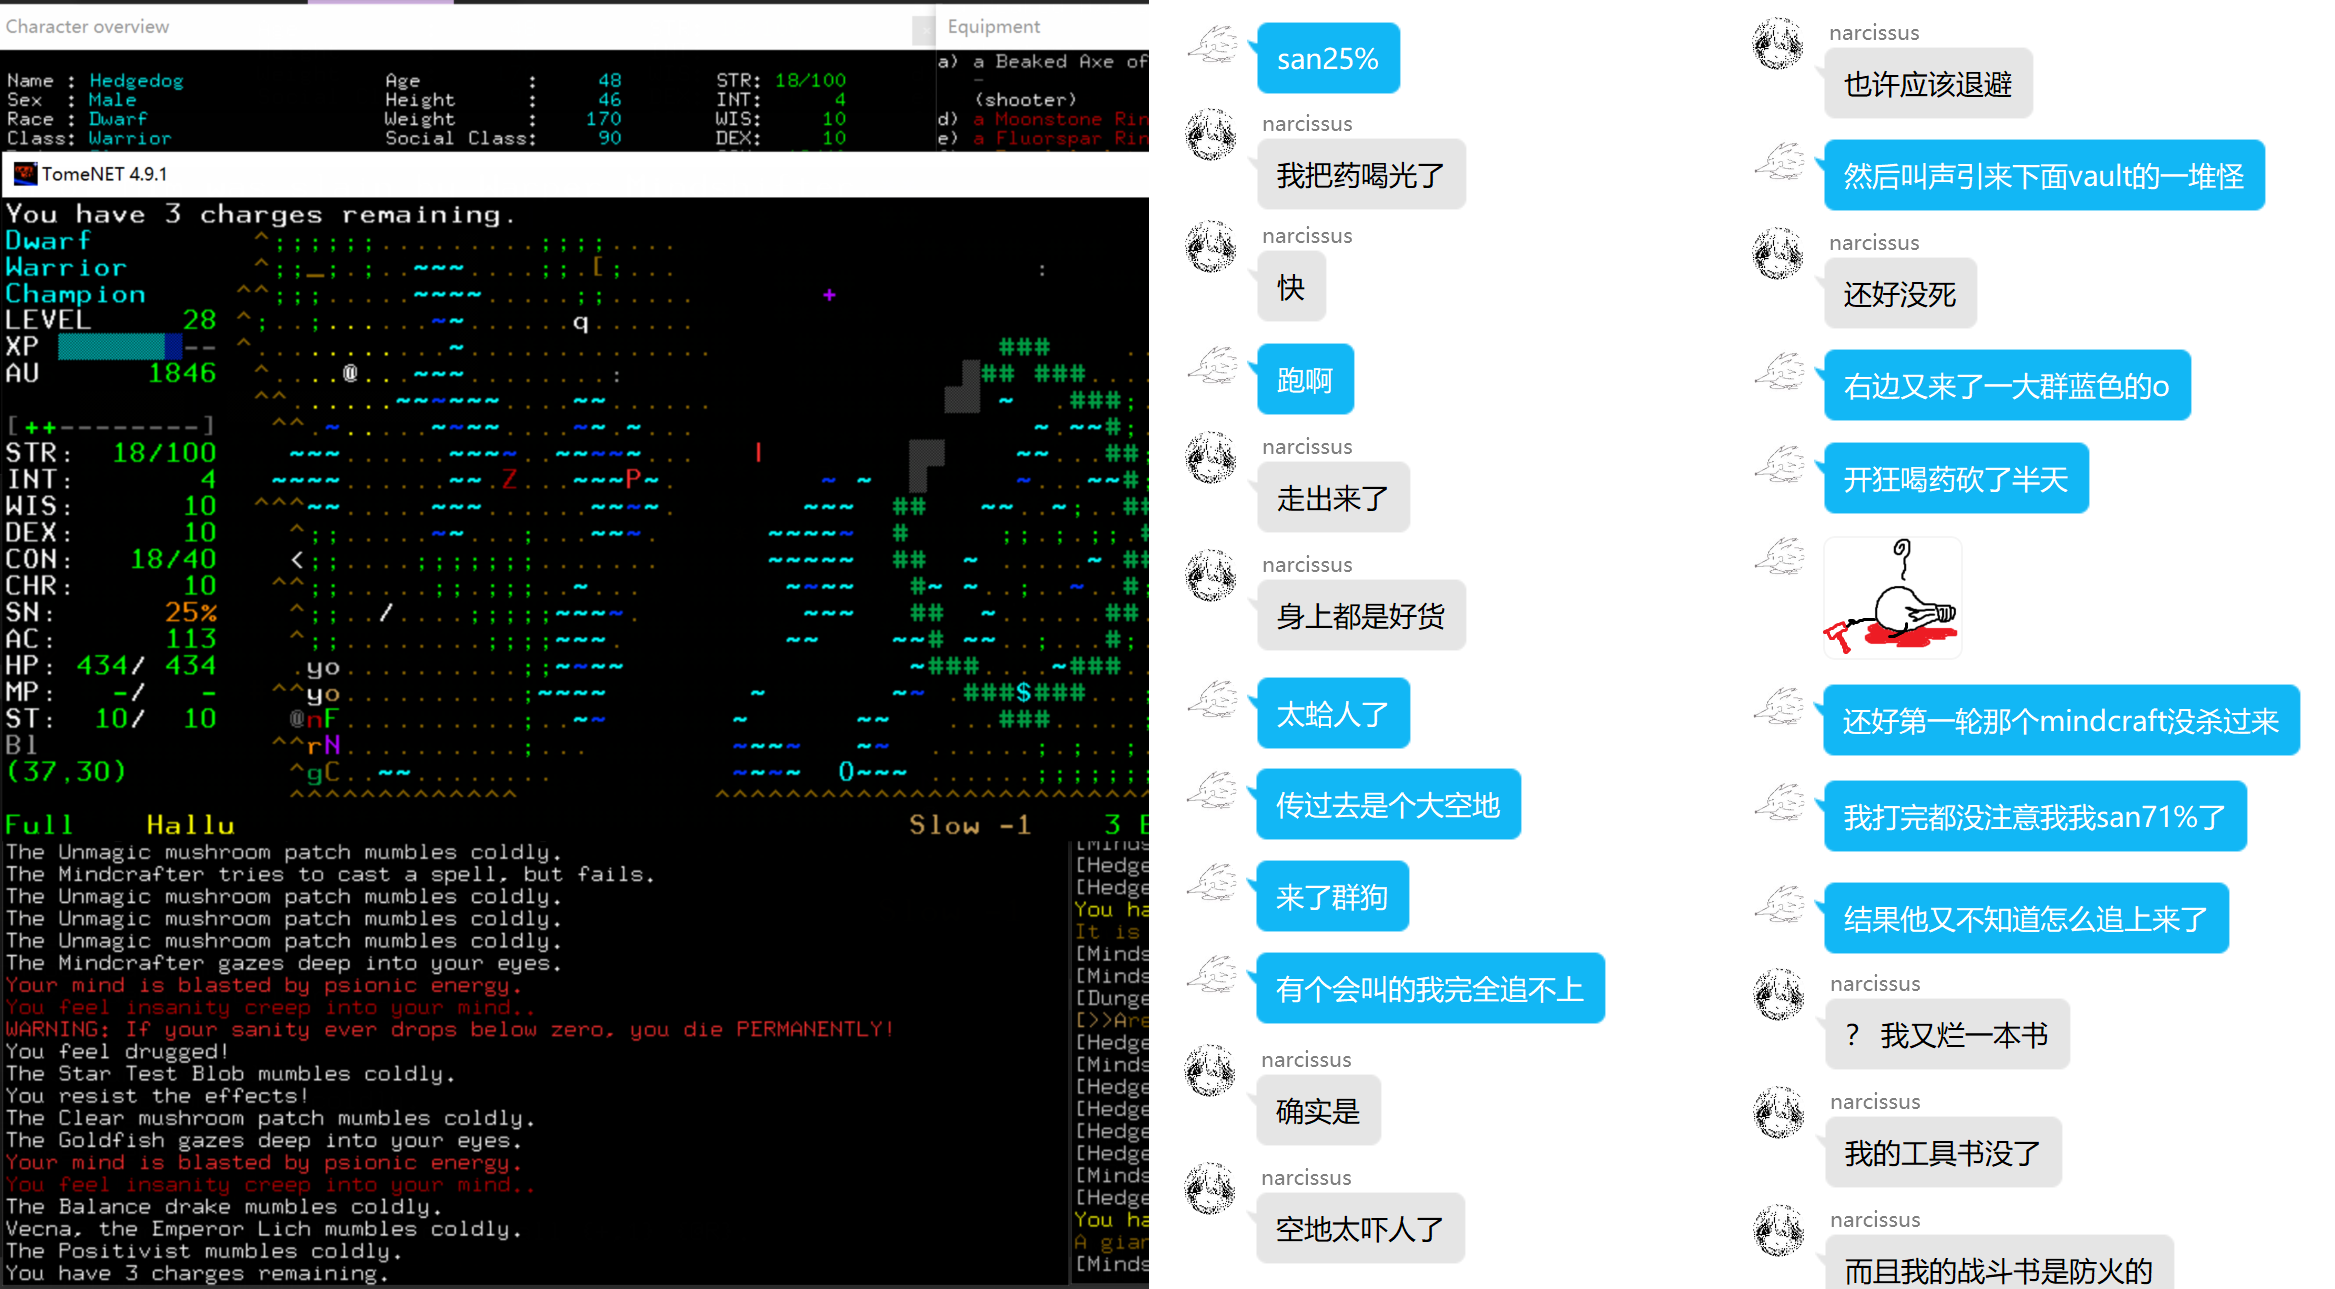 Character overview
Name : Hedgedog Age : 48 STR: 18/100
Sex : Male Height : 46 INT: 4
Race : Dwarf Weight : 170 WIS: 10
Class: Warrior Social Class: 90 DEX: 10
Equipment
a) a Beaked Axe of
(shooter)
d) a Moonstone Rin
e) a Fluorspar Rin
TomeNET 4.9.1
You have 3 charges remaining.
Dwarf
Warrior
Champion
LEVEL 28
XP
AU 1846
[++--------]
STR: 18/100
INT: 4
WIS: 10
DEX: 10
CON: 18/40
CHR: 10
SN: 25%
AC: 113
HP: 434/ 434
MP: -/ -
ST: 10/ 10
Bl
(37,30)
Full Hallu Slow -1 3
The Unmagic mushroom patch mumbles coldly.
The Mindcrafter tries to cast a spell, but fails.
The Unmagic mushroom patch mumbles coldly.
The Unmagic mushroom patch mumbles coldly.
The Unmagic mushroom patch mumbles coldly.
The Mindcrafter gazes deep into your eyes.
Your mind is blasted by psionic energy.
You feel insanity creep into your mind..
WARNING: If your sanity ever drops below zero, you die PERMANENTLY!
You feel drugged!
The Star Test Blob mumbles coldly.
You resist the effects!
The Clear mushroom patch mumbles coldly.
The Goldfish gazes deep into your eyes.
Your mind is blasted by psionic energy.
You feel insanity creep into your mind..
The Balance drake mumbles coldly.
Vecna, the Emperor Lich mumbles coldly.
The Positivist mumbles coldly.
You have 3 charges remaining.
[Minds
[Hedge
[Hedge
You ha
It is
[Minds
[Minds
[Dunge
[>>Are
[Hedge
[Minds
[Hedge
[Hedge
[Hedge
[Hedge
[Minds
[Hedge
You ha
A gian
[Minds
san25%
narcissus
我把药喝光了
narcissus
快
跑啊
narcissus
走出来了
narcissus
身上都是好货
太蛤人了
传过去是个大空地
来了群狗
有个会叫的我完全追不上
narcissus
确实是
narcissus
空地太吓人了
narcissus
也许应该退避
然后叫声引来下面vault的一堆怪
narcissus
还好没死
右边又来了一大群蓝色的o
开狂喝药砍了半天
还好第一轮那个mindcraft没杀过来
我打完都没注意我我san71%了
结果他又不知道怎么追上来了
narcissus
？ 我又烂一本书
narcissus
我的工具书没了
narcissus
而且我的战斗书是防火的